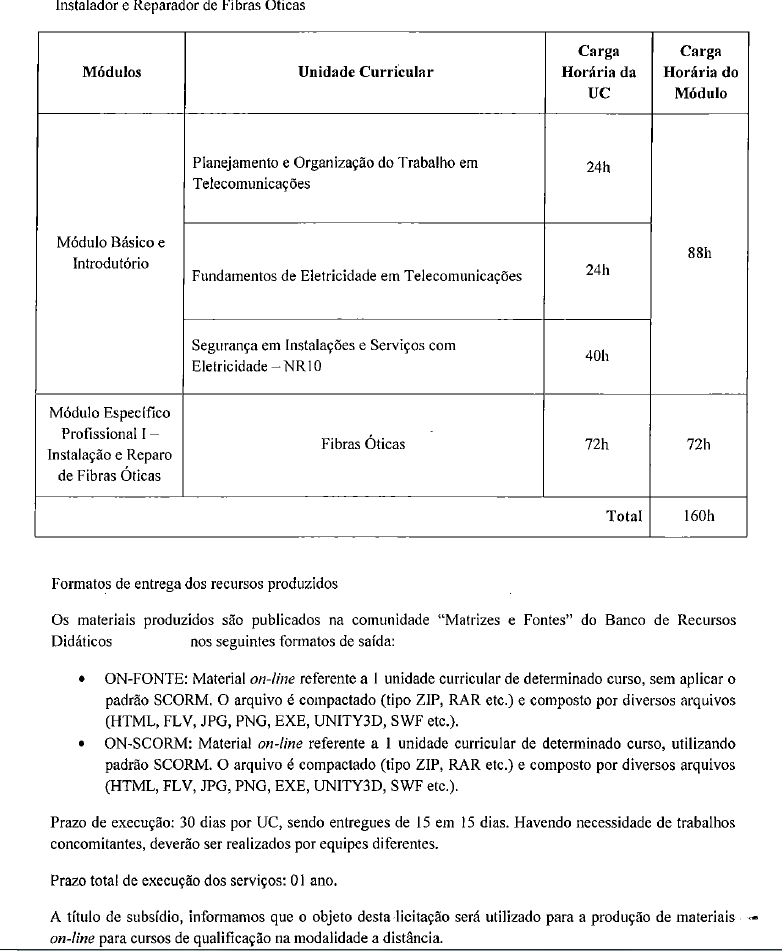 Instalador e Reparador de Fibras Óticas
Módulos
Unidade Curricular
Carga
Horária da
UC
Carga
Horária do
Módulo
Módulo Básico e
Introdutório
Planejamento e Organização do Trabalho em
Telecomunicações
24h
88h
Fundamentos de Eletricidade em Telecomunicações
24h
Segurança em Instalações e Serviços com
Eletricidade – NR10
40h
Módulo Específico
Profissional I –
Instalação e Reparo
de Fibras Óticas
Fibras Óticas
72h
72h
Total
160h
Formatos de entrega dos recursos produzidos
Os materiais produzidos são publicados na comunidade “Matrizes e Fontes” do Banco de Recursos
Didáticos nos seguintes formatos de saída:
• ON-FONTE: Material on-line referente a 1 unidade curricular de determinado curso, sem aplicar o
padrão SCORM. O arquivo é compactado (tipo ZIP, RAR etc.) e composto por diversos arquivos
(HTML, FLV, JPG, PNG, EXE, UNITY3D, SWF etc.).
• ON-SCORM: Material on-line referente a 1 unidade curricular de determinado curso, utilizando
padrão SCORM. O arquivo é compactado (tipo ZIP, RAR etc.) e composto por diversos arquivos
(HTML, FLV, JPG, PNG, EXE, UNITY3D, SWF etc.).
Prazo de execução: 30 dias por UC, sendo entregues de 15 em 15 dias. Havendo necessidade de trabalhos
concomitantes, deverão ser realizados por equipes diferentes.
Prazo total de execução dos serviços: 01 ano.
A título de subsídio, informamos que o objeto desta licitação será utilizado para a produção de materiais
on-line para cursos de qualificação na modalidade a distância.